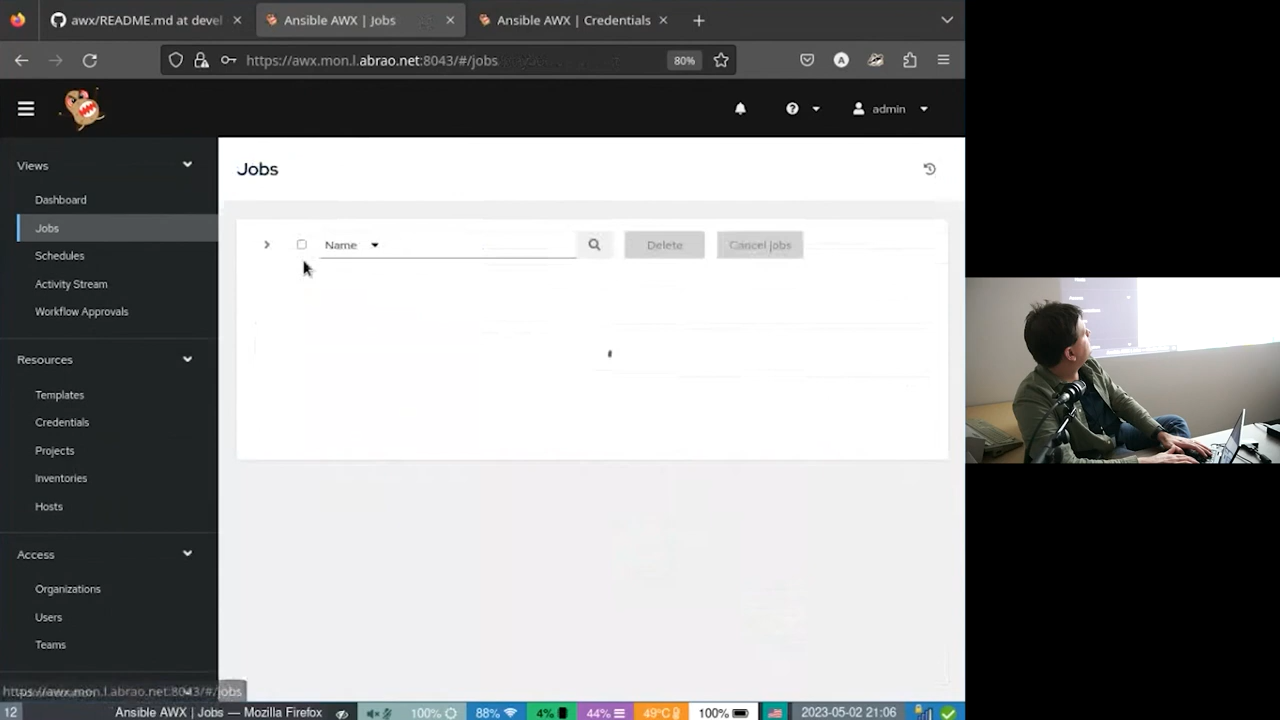 awx/README.md at devel
Ansible AWX | Jobs
Ansible AWX | Credentials
https://awx.mon.l.abrao.net:8043/#/jobs
80%
admin
Views
Dashboard
Jobs
Schedules
Activity Stream
Workflow Approvals
Resources
Templates
Credentials
Projects
Inventories
Hosts
Access
Organizations
Users
Teams
Jobs
Name
Delete
Cancel jobs
https://awx.mon.l.abrao.net:8043/#/jobs
12
Ansible AWX | Jobs — Mozilla Firefox
100%
88%
4%
44%
49°C
100%
2023-05-02 21:06